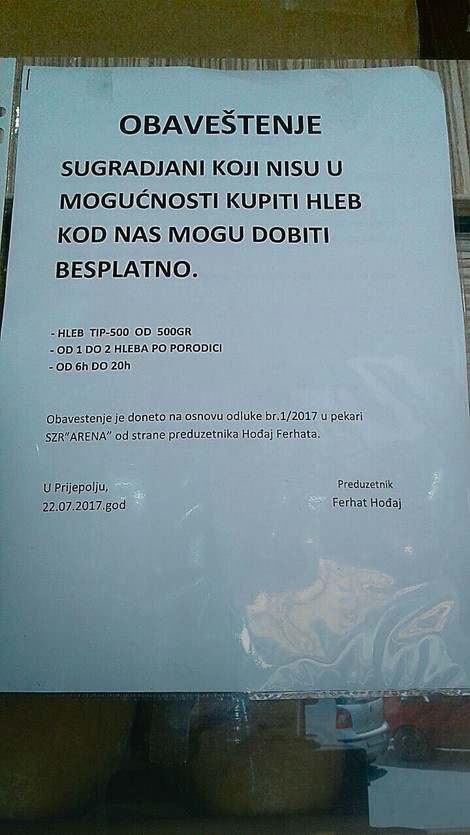 OBAVEŠTENJE
SUGRADJANI KOJI NISU U
MOGUĆNOSTI KUPITI HLEB
KOD NAS MOGU DOBITI
BESPLATNO.
- HLEB TIP-500 OD 500GR
- OD 1 DO 2 HLEBA PO PORODICI
- OD 6h DO 20h
Obavestenje je doneto na osnovu odluke br.1/2017 u pekari
SZR"ARENA" od strane preduzetnika Hođaj Ferhata.
U Prijepolju,
22.07.2017.god
Preduzetnik
Ferhat Hođaj